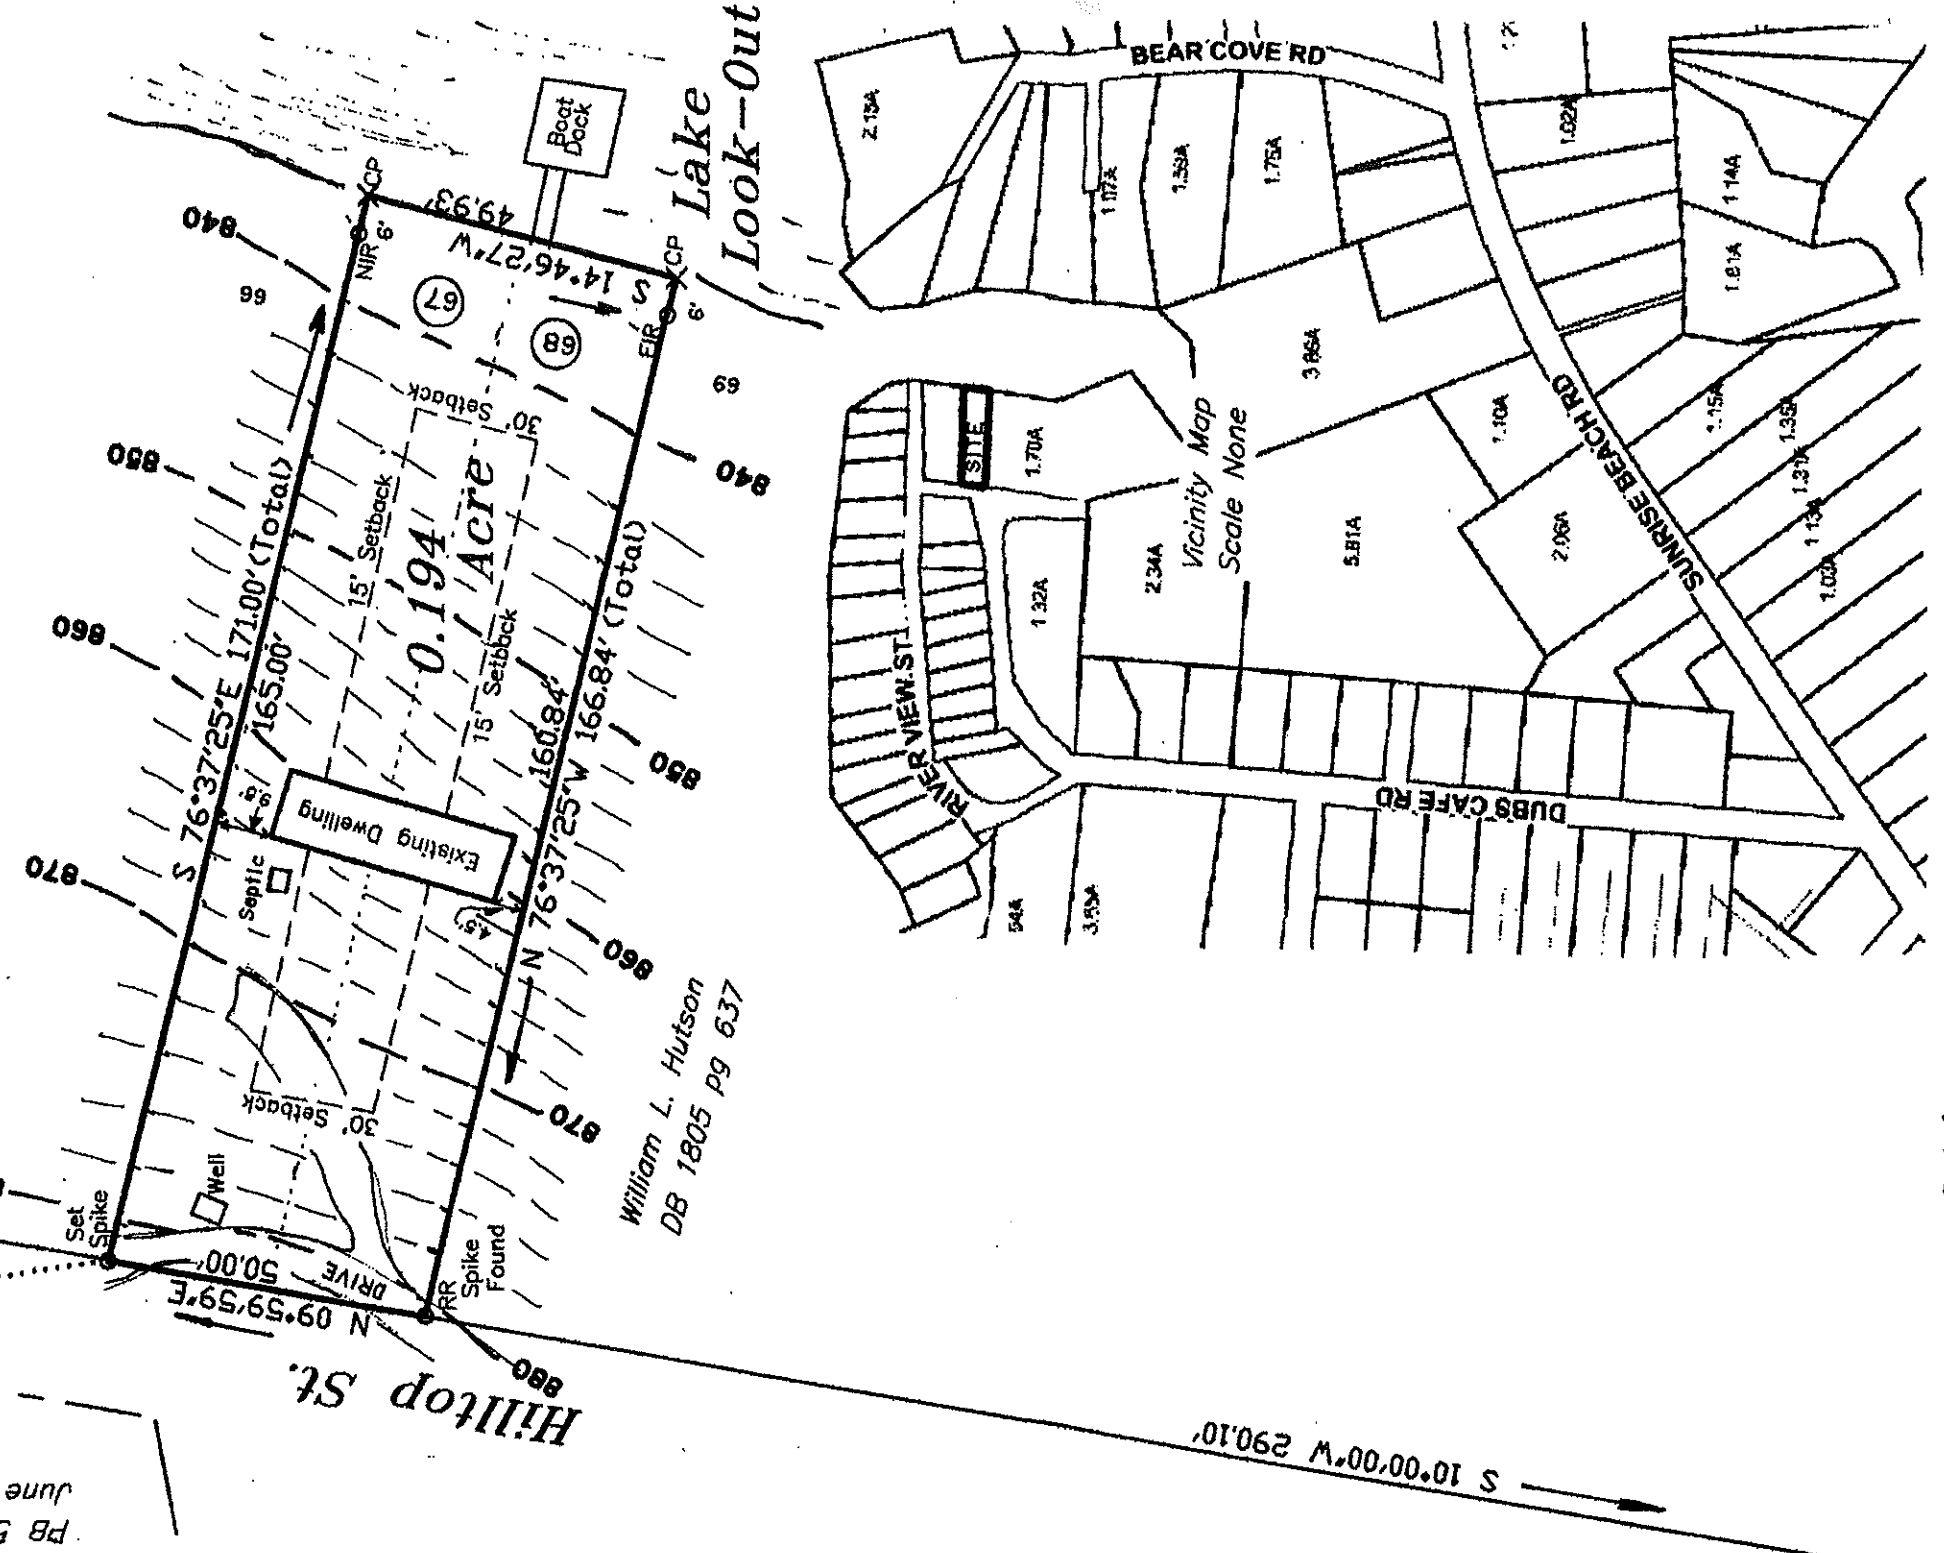 Lake
Look-Out
Boat
Dock
CP
CP
NIR
6'
EIR
6'
49.93'
S 14°46'27"W
840
66
67
68
69
840
850
860
870
S 76°37'25"E 171.00'(Total)
165.00'
15' Setback
30' Setback
0.194
Acre
15' Setback
160.84'
N 76°37'25"W 166.84' (Total)
850
860
870
880
Existing Dwelling
9.8'
4.5'
Septic
30' Setback
Well
Set
Spike
50.00'
N 09°59'59"E
DRIVE
RR
Spike
Found
Hilltop St.
William L. Hutson
DB 1805 pg 637
S 10°00'00"W 290.10'
June
PB
BEAR COVE RD
2.15A
1.07A
1.59A
1.75A
1.02A
1.14A
1.81A
3.86A
SITE
1.70A
Vicinity Map
Scale None
1.10A
1.15A
1.35A
1.31A
1.13A
1.03A
SUNRISE BEACH RD
2.06A
5.81A
2.34A
1.32A
RIVER VIEW ST
DUBS CAFE RD
54A